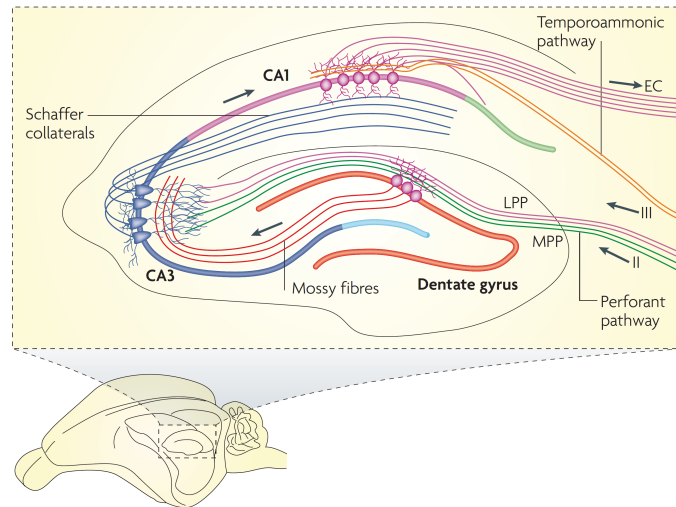 Temporoammonic
pathway
CA1
EC
Schaffer
collaterals
LPP
III
MPP
II
CA3
Mossy fibres
Dentate gyrus
Perforant
pathway